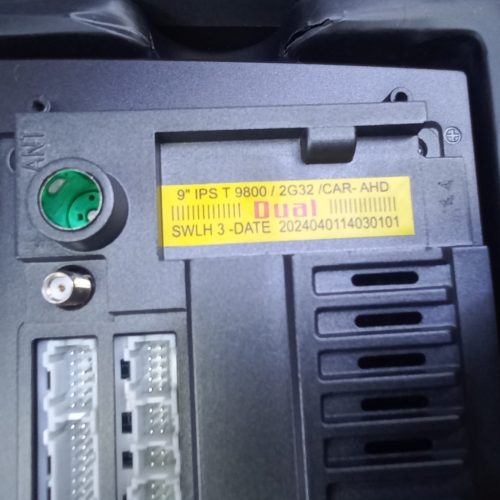 ANT
9" IPS T 9800 / 2G32 /CAR- AHD
Dual
SWLH 3 -DATE 2024040114030101